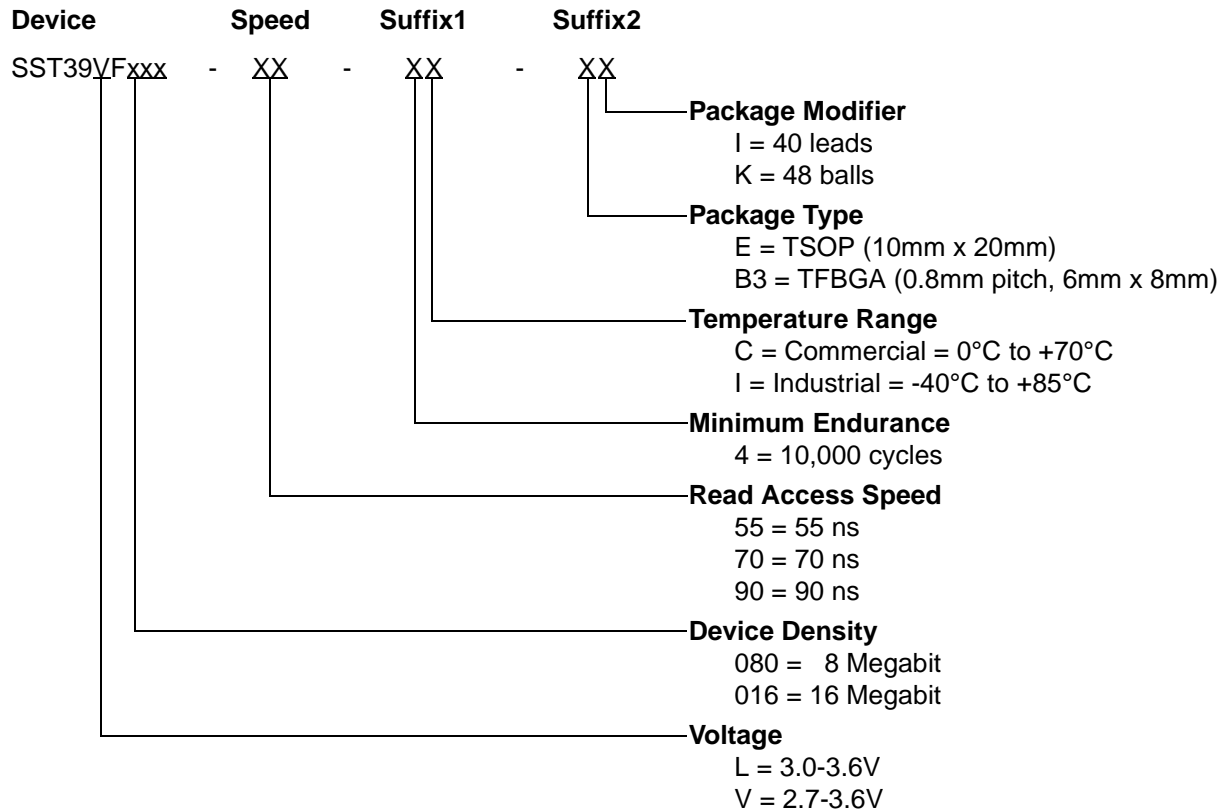 Device Speed Suffix1 Suffix2
SST39VFxxx - XX - XX - XX
Package Modifier
I = 40 leads
K = 48 balls
Package Type
E = TSOP (10mm x 20mm)
B3 = TFBGA (0.8mm pitch, 6mm x 8mm)
Temperature Range
C = Commercial = 0°C to +70°C
I = Industrial = -40°C to +85°C
Minimum Endurance
4 = 10,000 cycles
Read Access Speed
55 = 55 ns
70 = 70 ns
90 = 90 ns
Device Density
080 = 8 Megabit
016 = 16 Megabit
Voltage
L = 3.0-3.6V
V = 2.7-3.6V